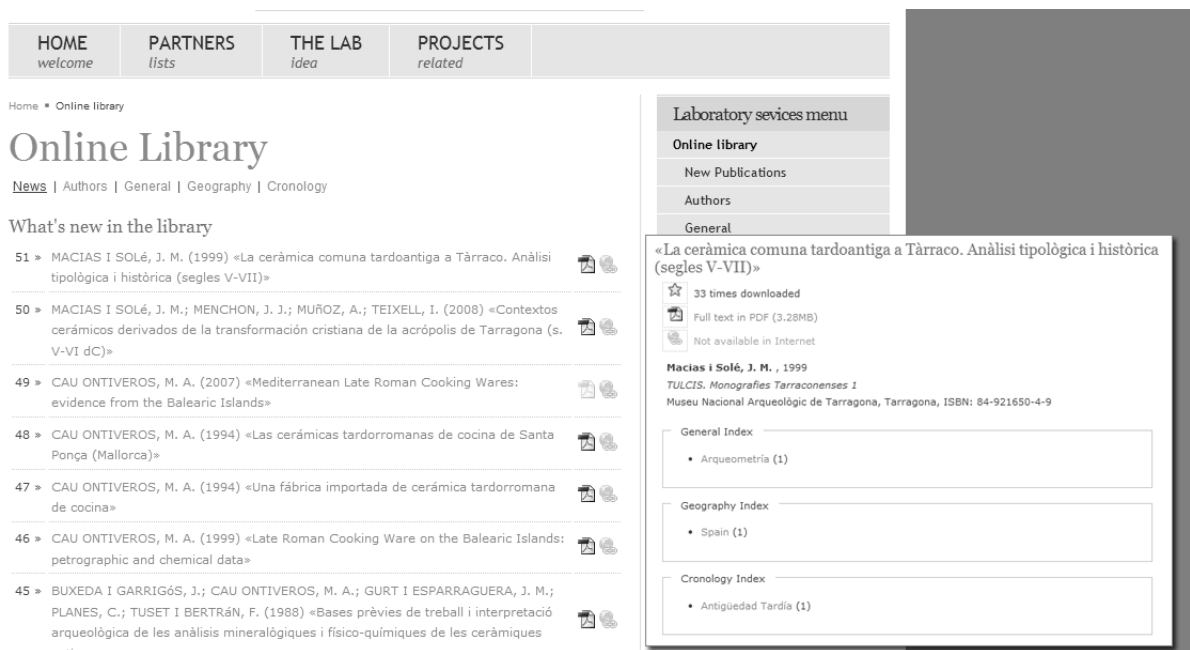 HOME
welcome
PARTNERS
lists
THE LAB
idea
PROJECTS
related
Home ▪ Online library
Online Library
News | Authors | General | Geography | Cronology
What's new in the library
51 » MACIAS I SOLé, J. M. (1999) «La ceràmica comuna tardoantiga a Tàrraco. Anàlisi
tipològica i històrica (segles V-VII)»
50 » MACIAS I SOLé, J. M.; MENCHON, J. J.; MUñOZ, A.; TEIXELL, I. (2008) «Contextos
cerámicos derivados de la transformación cristiana de la acrópolis de Tarragona (s.
V-VI dC)»
49 » CAU ONTIVEROS, M. A. (2007) «Mediterranean Late Roman Cooking Wares:
evidence from the Balearic Islands»
48 » CAU ONTIVEROS, M. A. (1994) «Las cerámicas tardorromanas de cocina de Santa
Ponça (Mallorca)»
47 » CAU ONTIVEROS, M. A. (1994) «Una fábrica importada de cerámica tardorromana
de cocina»
46 » CAU ONTIVEROS, M. A. (1999) «Late Roman Cooking Ware on the Balearic Islands:
petrographic and chemical data»
45 » BUXEDA I GARRIGóS, J.; CAU ONTIVEROS, M. A.; GURT I ESPARRAGUERA, J. M.;
PLANES, C.; TUSET I BERTRáN, F. (1988) «Bases prèvies de treball i interpretació
arqueològica de les anàlisis mineralògiques i físico-químiques de les ceràmiques
Laboratory sevices menu
Online library
New Publications
Authors
General
«La ceràmica comuna tardoantiga a Tàrraco. Anàlisi tipològica i històrica
(segles V-VII)»
33 times downloaded
Full text in PDF (3.28MB)
Not available in Internet
Macias i Solé, J. M. , 1999
TULCIS. Monografies Tarraconenses 1
Museu Nacional Arqueològic de Tarragona, Tarragona, ISBN: 84-921650-4-9
General Index
• Arqueometría (1)
Geography Index
• Spain (1)
Cronology Index
• Antigüedad Tardía (1)